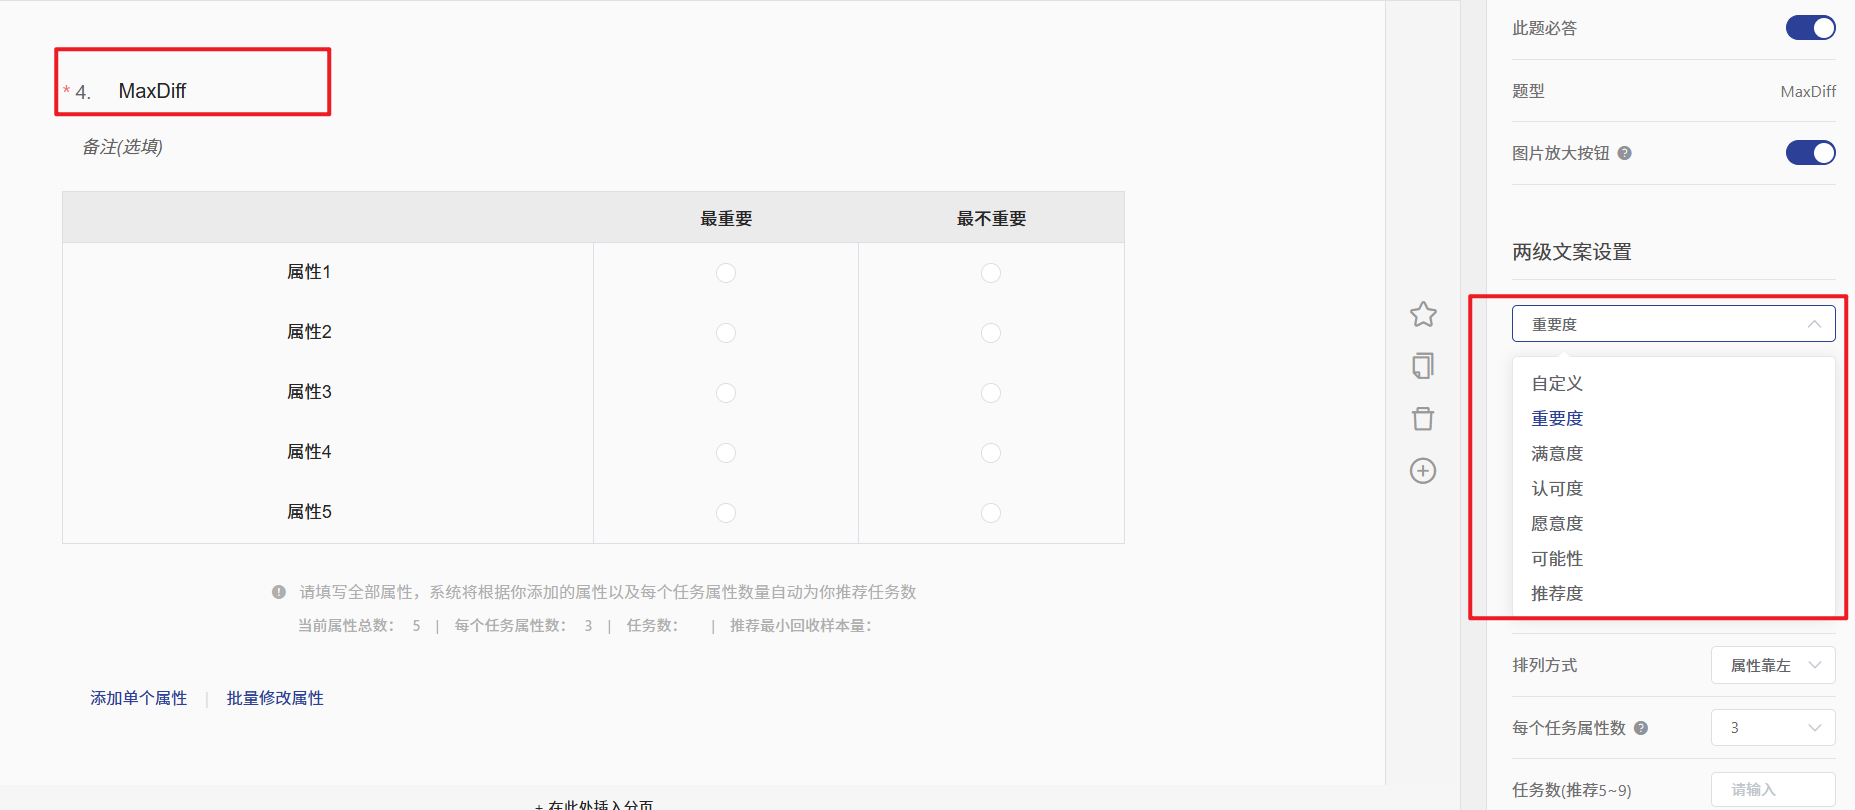 * 4. MaxDiff
备注(选填)
最重要 最不重要
属性1
属性2
属性3
属性4
属性5
请填写全部属性，系统将根据你添加的属性以及每个任务属性数量自动为你推荐任务数
当前属性总数： 5 | 每个任务属性数： 3 | 任务数： | 推荐最小回收样本量：
添加单个属性 | 批量修改属性
+ 在此处插入分页
此题必答
题型 MaxDiff
图片放大按钮 ?
两级文案设置
重要度
自定义
重要度
满意度
认可度
愿意度
可能性
推荐度
排列方式 属性靠左
每个任务属性数 ? 3
任务数(推荐5~9) 请输入